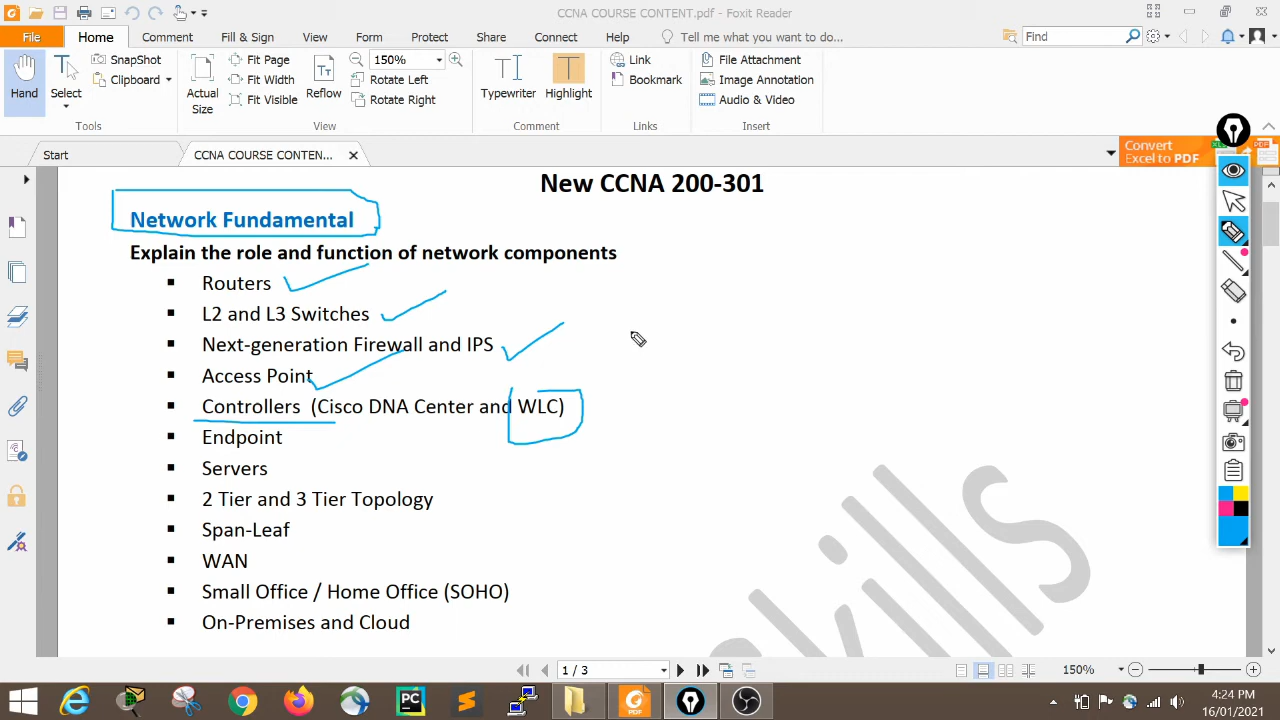 CCNA COURSE CONTENT.pdf - Foxit Reader
File Home Comment Fill & Sign View Form Protect Share Connect Help Tell me what you want to do... Find
Hand
Select
SnapShot
Clipboard
Actual
Size
Fit Page
Fit Width
Fit Visible
Reflow
150%
Rotate Left
Rotate Right
Typewriter
Highlight
Link
Bookmark
File Attachment
Image Annotation
Audio & Video
Tools View Comment Links Insert
Start CCNA COURSE CONTEN...
Convert
Excel to PDF
New CCNA 200-301
Network Fundamental
Explain the role and function of network components
▪ Routers
▪ L2 and L3 Switches
▪ Next-generation Firewall and IPS
▪ Access Point
▪ Controllers (Cisco DNA Center and WLC)
▪ Endpoint
▪ Servers
▪ 2 Tier and 3 Tier Topology
▪ Span-Leaf
▪ WAN
▪ Small Office / Home Office (SOHO)
▪ On-Premises and Cloud
kills
1 / 3 150%
4:24 PM
16/01/2021